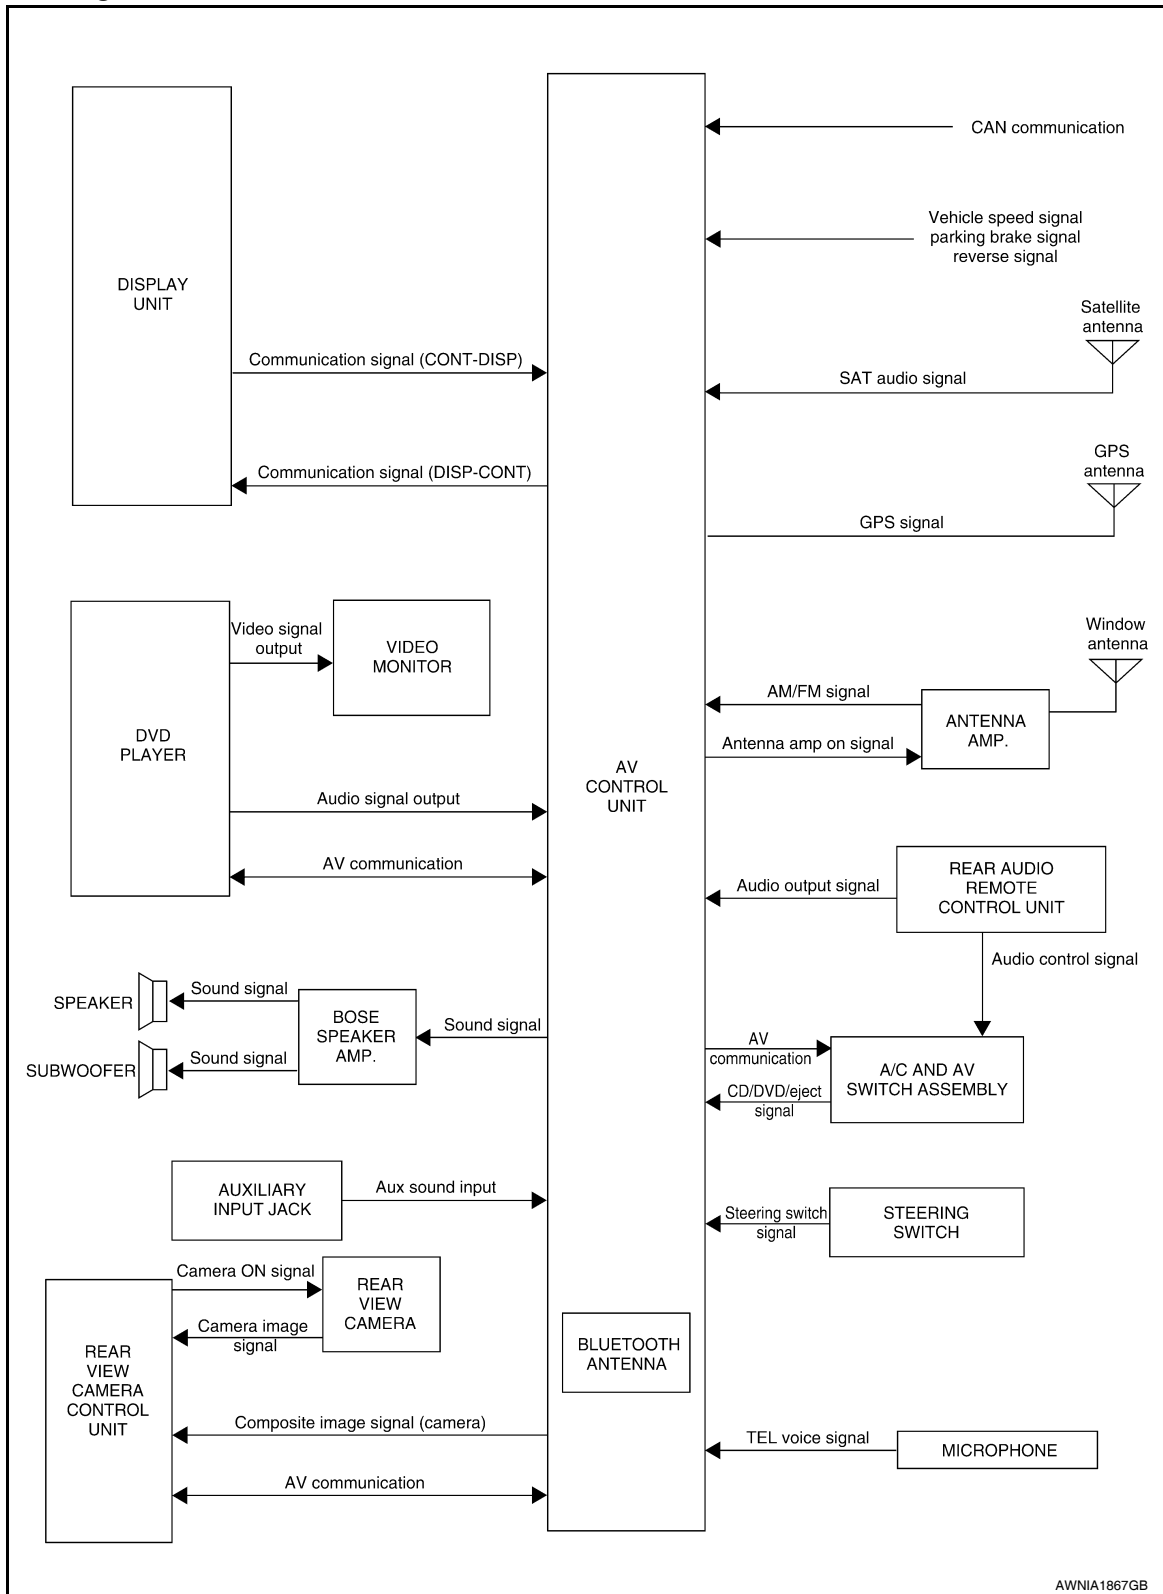 CAN communication
Vehicle speed signal
parking brake signal
reverse signal
DISPLAY
UNIT
Satellite
antenna
Communication signal (CONT-DISP)
SAT audio signal
Communication signal (DISP-CONT)
GPS
antenna
GPS signal
Video signal
output
VIDEO
MONITOR
Window
antenna
AM/FM signal
ANTENNA
AMP.
Antenna amp on signal
DVD
PLAYER
AV
CONTROL
UNIT
Audio signal output
AV communication
Audio output signal
REAR AUDIO
REMOTE
CONTROL UNIT
Audio control signal
SPEAKER
Sound signal
BOSE
SPEAKER
AMP.
Sound signal
SUBWOOFER
Sound signal
AV
communication
A/C AND AV
SWITCH ASSEMBLY
CD/DVD/eject
signal
AUXILIARY
INPUT JACK
Aux sound input
Steering switch
signal
STEERING
SWITCH
Camera ON signal
REAR
VIEW
CAMERA
Camera image
signal
BLUETOOTH
ANTENNA
REAR
VIEW
CAMERA
CONTROL
UNIT
Composite image signal (camera)
TEL voice signal
MICROPHONE
AV communication
AWNIA1867GB